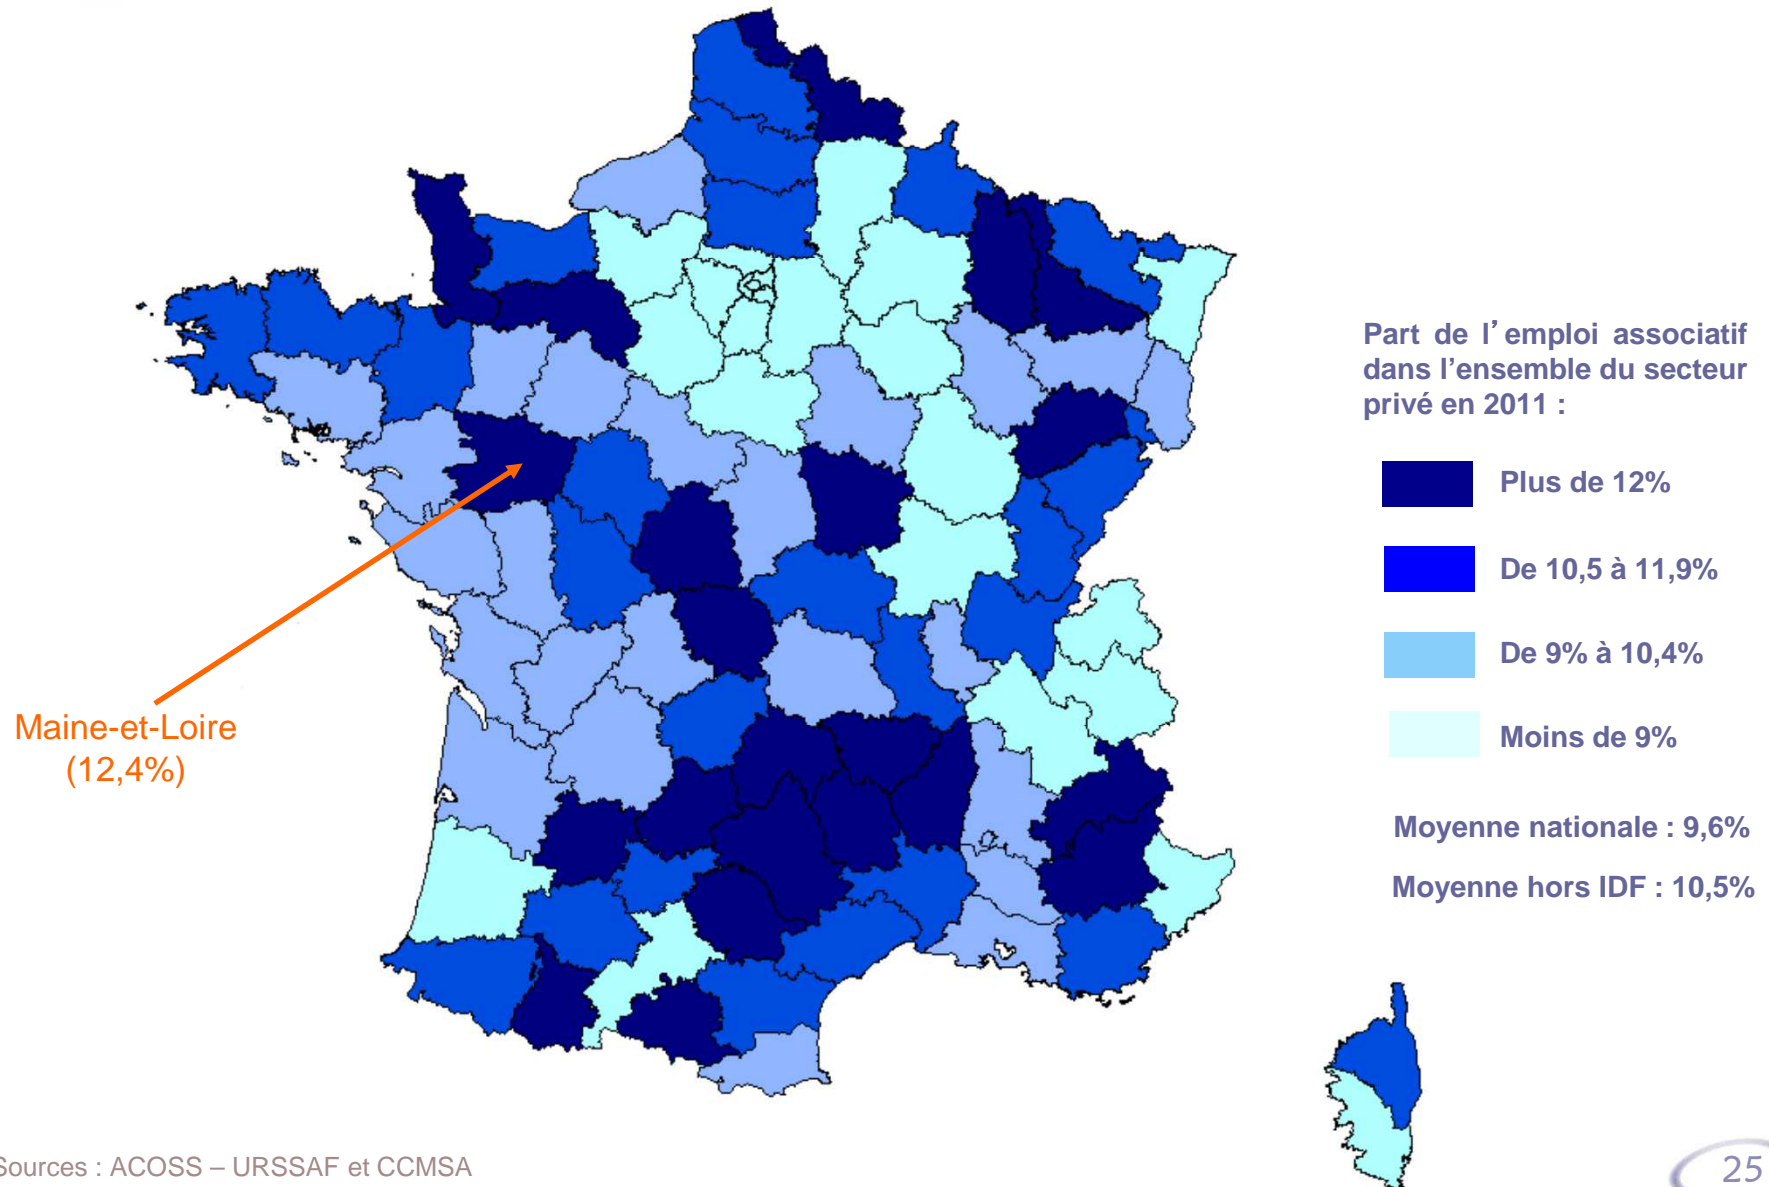 Part de l’emploi associatif
dans l'ensemble du secteur
privé en 2011 :
Plus de 12%
De 10,5 à 11,9%
De 9% à 10,4%
Moins de 9%
Moyenne nationale : 9,6%
Moyenne hors IDF : 10,5%
Maine-et-Loire
(12,4%)
Sources : ACOSS – URSSAF et CCMSA
25